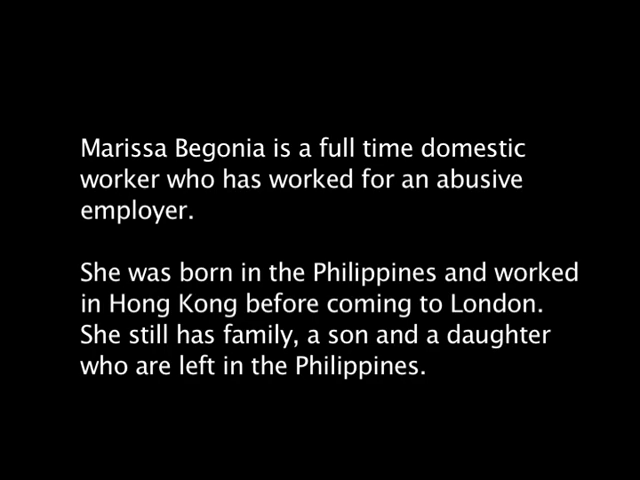 Marissa Begonia is a full time domestic
worker who has worked for an abusive
employer.
She was born in the Philippines and worked
in Hong Kong before coming to London.
She still has family, a son and a daughter
who are left in the Philippines.